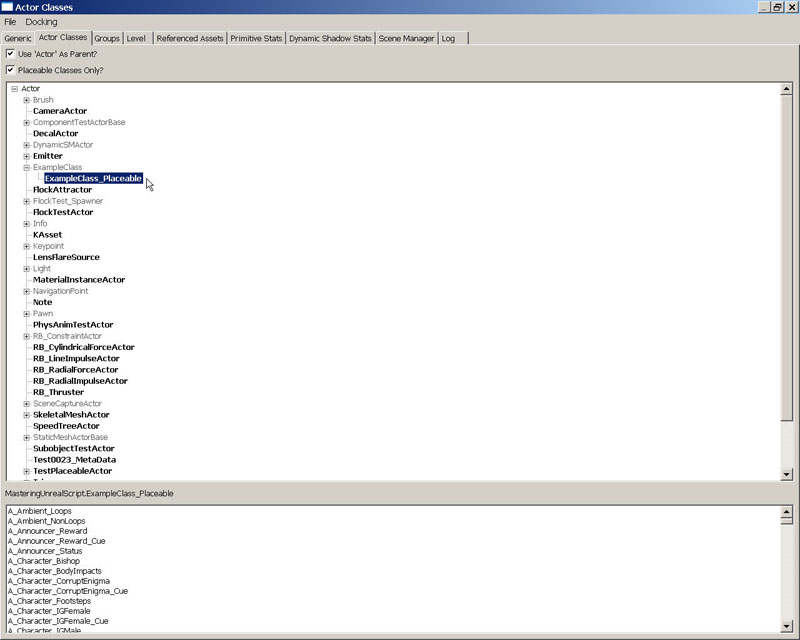 Actor Classes
File Docking
Generic Actor Classes Groups Level Referenced Assets Primitive Stats Dynamic Shadow Stats Scene Manager Log
Use 'Actor' As Parent?
Placeable Classes Only?
Actor
Brush
CameraActor
ComponentTestActorBase
DecalActor
DynamicSMActor
Emitter
ExampleClass
ExampleClass_Placeable
FlockAttractor
FlockTest_Spawner
FlockTestActor
Info
KAsset
Keypoint
LensFlareSource
Light
MaterialInstanceActor
NavigationPoint
Note
Pawn
PhysAnimTestActor
RB_ConstraintActor
RB_CylindricalForceActor
RB_LineImpulseActor
RB_RadialForceActor
RB_RadialImpulseActor
RB_Thruster
SceneCaptureActor
SkeletalMeshActor
SpeedTreeActor
StaticMeshActorBase
SubobjectTestActor
Test0023_MetaData
TestPlaceableActor
MasteringUnrealScript.ExampleClass_Placeable
A_Ambient_Loops
A_Ambient_NonLoops
A_Announcer_Reward
A_Announcer_Reward_Cue
A_Announcer_Status
A_Character_Bishop
A_Character_BodyImpacts
A_Character_CorruptEnigma
A_Character_CorruptEnigma_Cue
A_Character_Footsteps
A_Character_IGFemale
A_Character_IGFemale_Cue
A_Character_IGMale